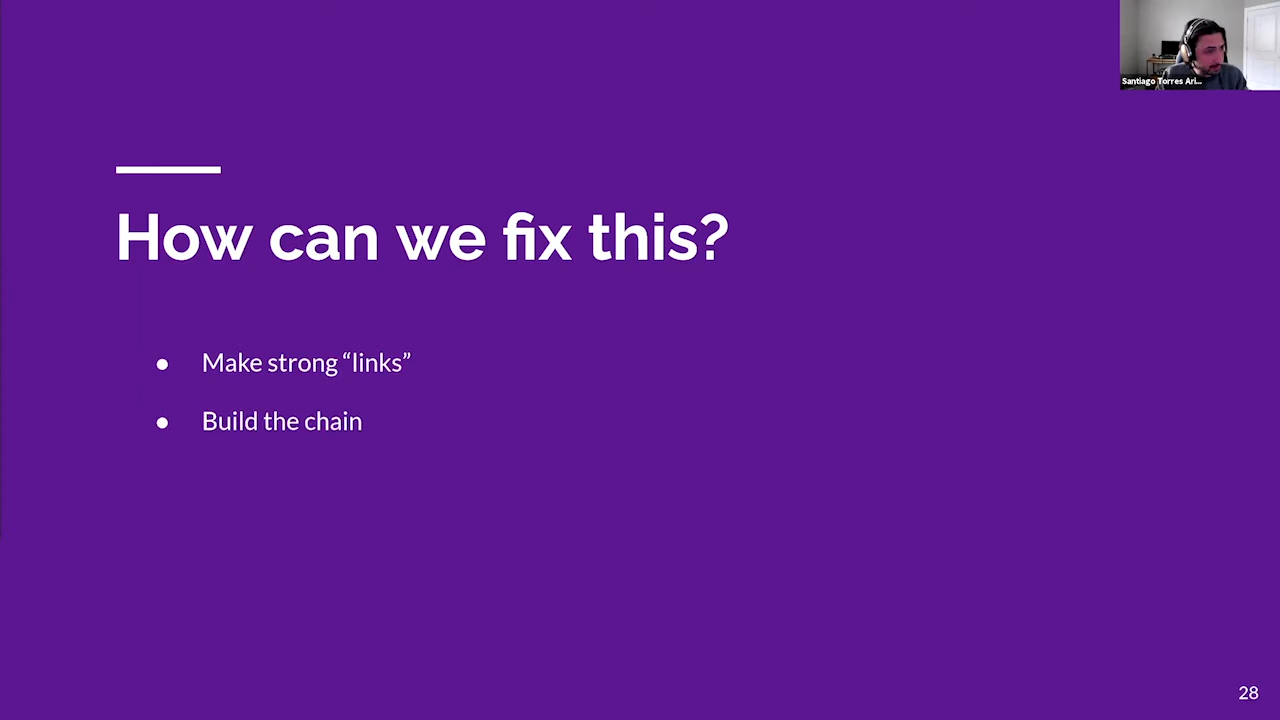 Santiago Torres Ari...
How can we fix this?
● Make strong “links”
● Build the chain
28